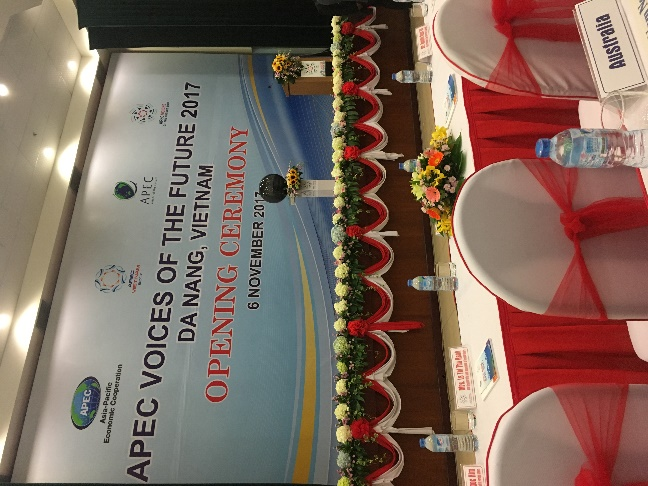 APEC
Asia-Pacific
Economic Cooperation
APEC
APEC VOICES OF THE FUTURE 2017
DA NANG, VIETNAM
OPENING CEREMONY
6 NOVEMBER 2017
Australia